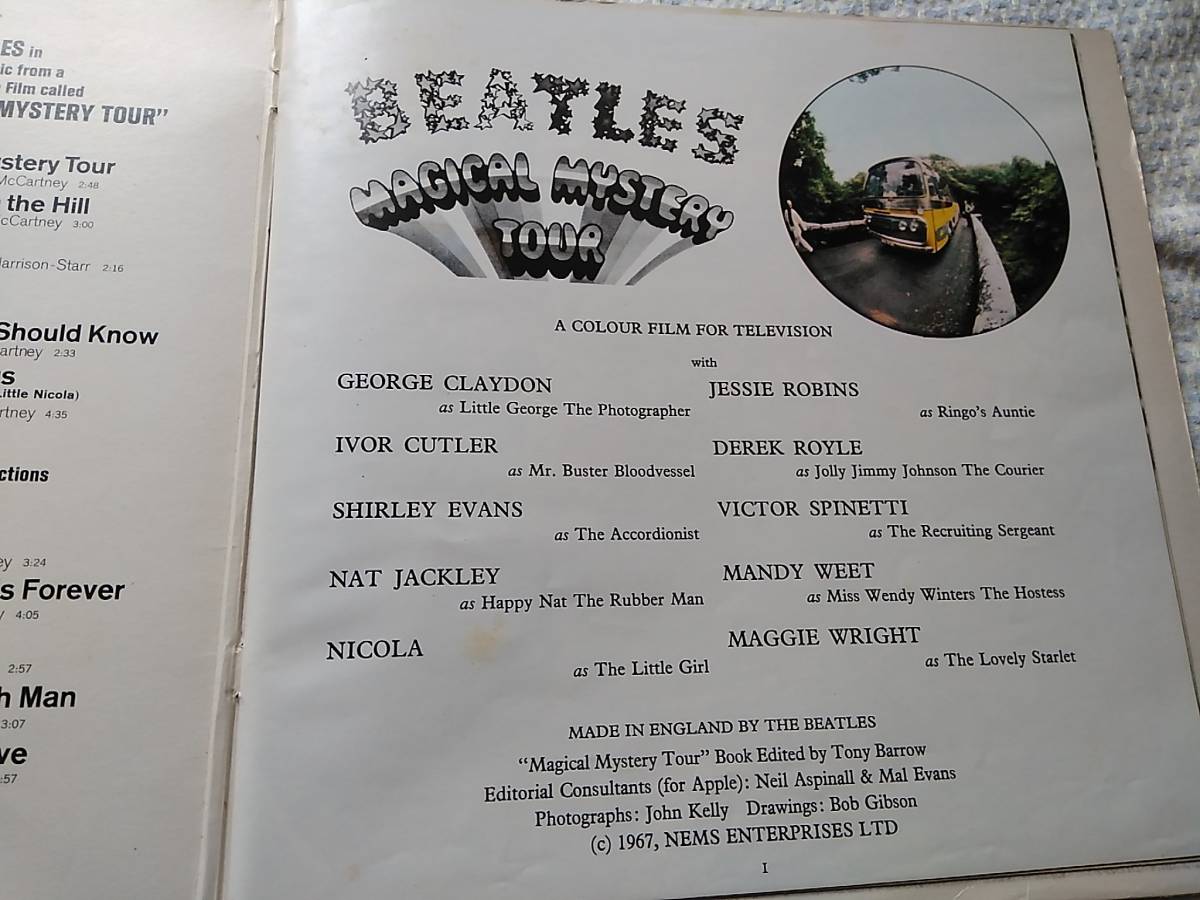 ES in
ic from a
Film called
MYSTERY TOUR”
stery Tour
McCartney 2:48
the Hill
cCartney 3:00
arrison-Starr 2:16
Should Know
artney 2:33
us
Little Nicola)
rtney 4:35
ctions
ey 3:24
s Forever
y 4:05
2:57
h Man
3:07
ve
:57
BEATLES
MAGICAL MYSTERY
TOUR
A COLOUR FILM FOR TELEVISION
with
GEORGE CLAYDON
as Little George The Photographer
JESSIE ROBINS
as Ringo's Auntie
IVOR CUTLER
as Mr. Buster Bloodvessel
DEREK ROYLE
as Jolly Jimmy Johnson The Courier
SHIRLEY EVANS
as The Accordionist
VICTOR SPINETTI
as The Recruiting Sergeant
NAT JACKLEY
as Happy Nat The Rubber Man
MANDY WEET
as Miss Wendy Winters The Hostess
NICOLA
as The Little Girl
MAGGIE WRIGHT
as The Lovely Starlet
MADE IN ENGLAND BY THE BEATLES
“Magical Mystery Tour” Book Edited by Tony Barrow
Editorial Consultants (for Apple): Neil Aspinall & Mal Evans
Photographs: John Kelly Drawings: Bob Gibson
(c) 1967, NEMS ENTERPRISES LTD
I